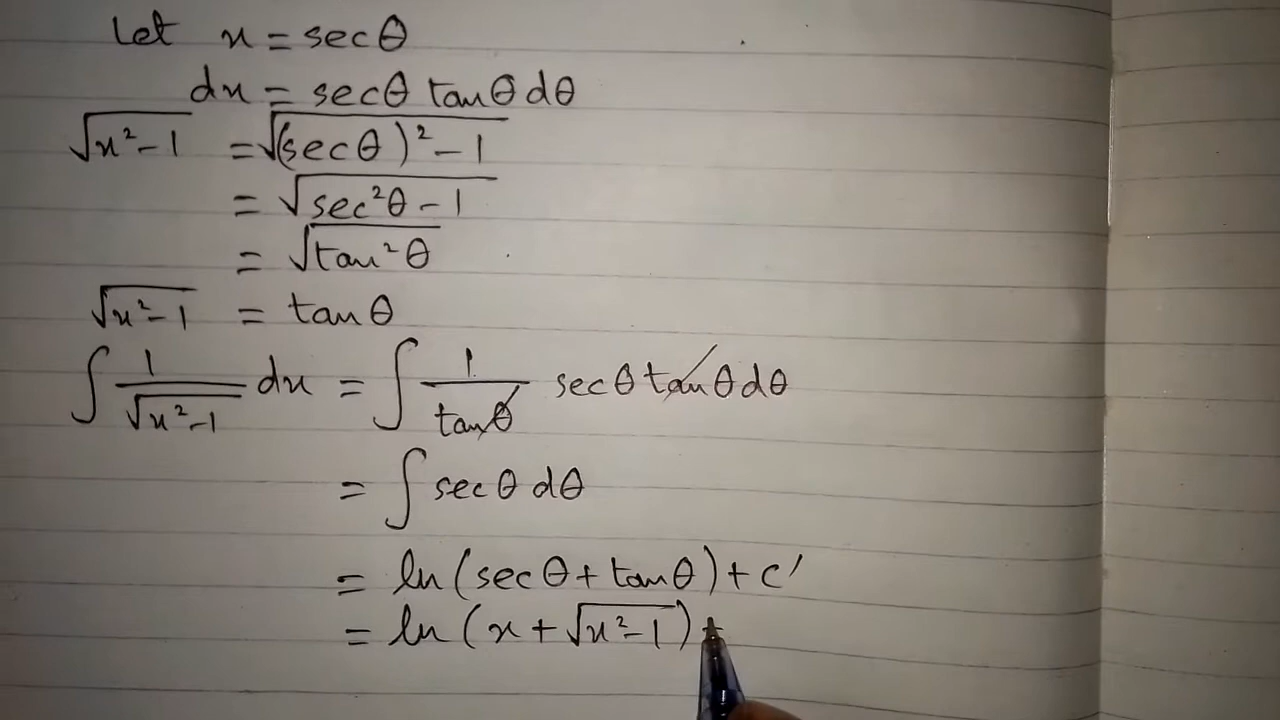 Let x = secθ
dx = secθ tanθ dθ
√(x²-1) = √((secθ)²-1)
= √(sec²θ-1)
= √(tan²θ)
√(x²-1) = tanθ
∫ 1/√(x²-1) dx = ∫ 1/tanθ secθ tanθ dθ
= ∫ secθ dθ
= ln(secθ + tanθ) + c'
= ln(x + √(x²-1)) +